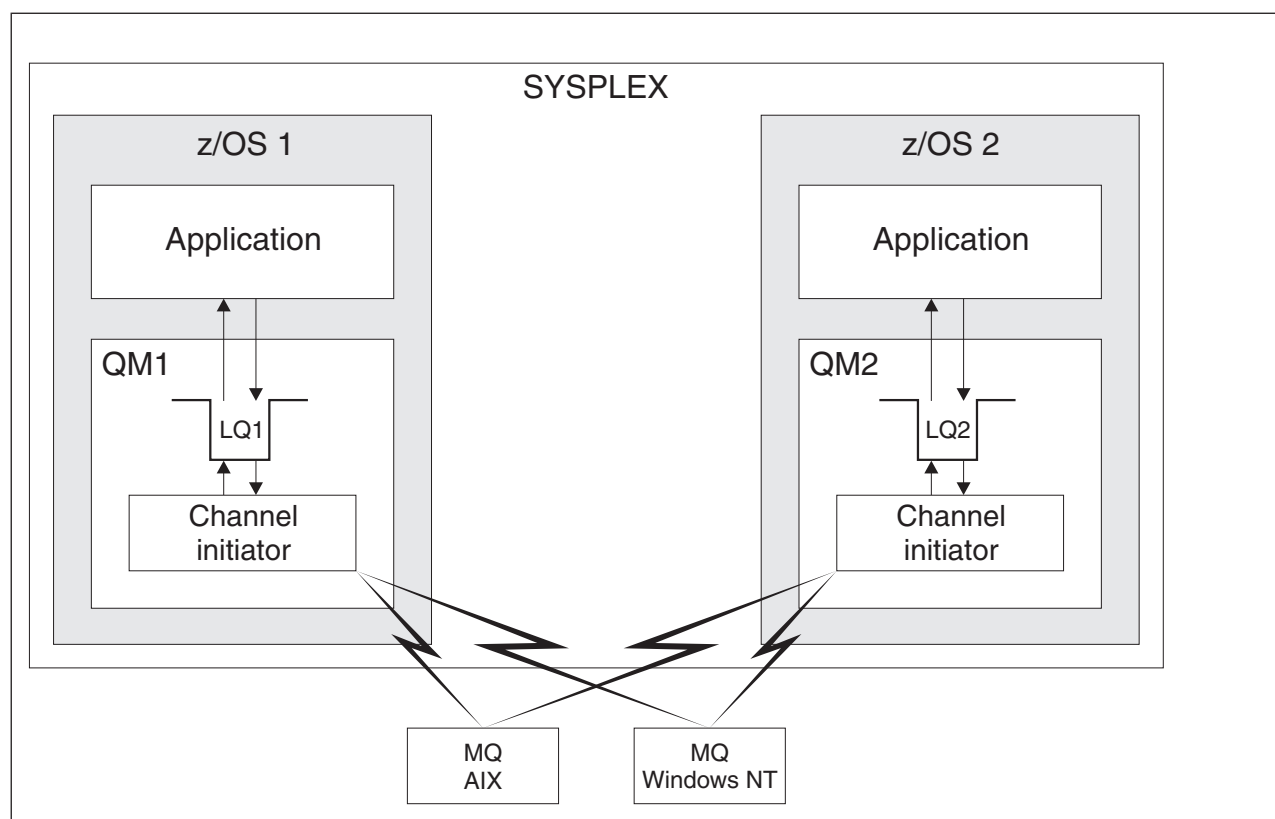 SYSPLEX
z/OS 1
Application
QM1
LQ1
Channel
initiator
z/OS 2
Application
QM2
LQ2
Channel
initiator
MQ
AIX
MQ
Windows NT